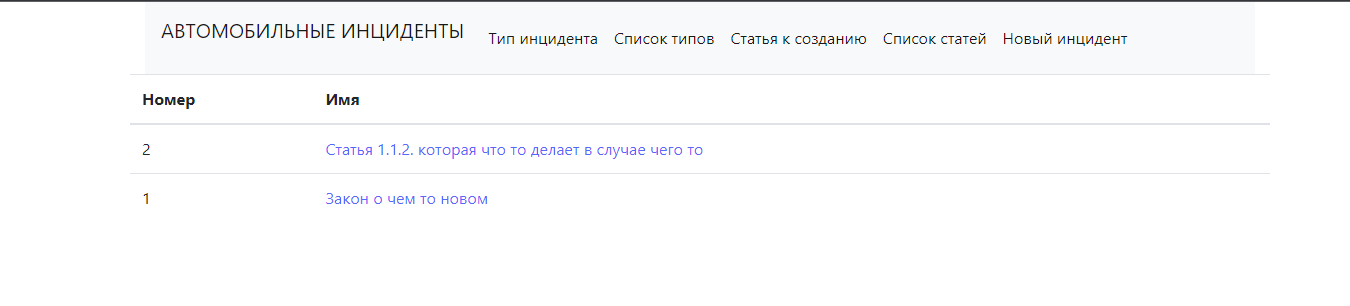 АВТОМОБИЛЬНЫЕ ИНЦИДЕНТЫ Тип инцидента Список типов Статья к созданию Список статей Новый инцидент
Номер Имя
2 Статья 1.1.2. которая что то делает в случае чего то
1 Закон о чем то новом